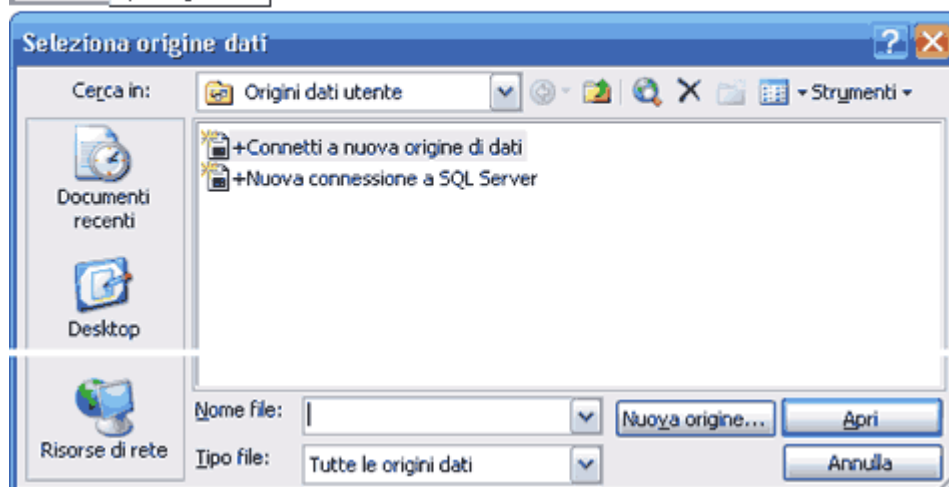 Seleziona origine dati
Cerca in: Origini dati utente Strumenti
+Connetti a nuova origine di dati
+Nuova connessione a SQL Server
Documenti
recenti
Desktop
Risorse di rete
Nome file: Nuova origine... Apri
Tipo file: Tutte le origini dati Annulla